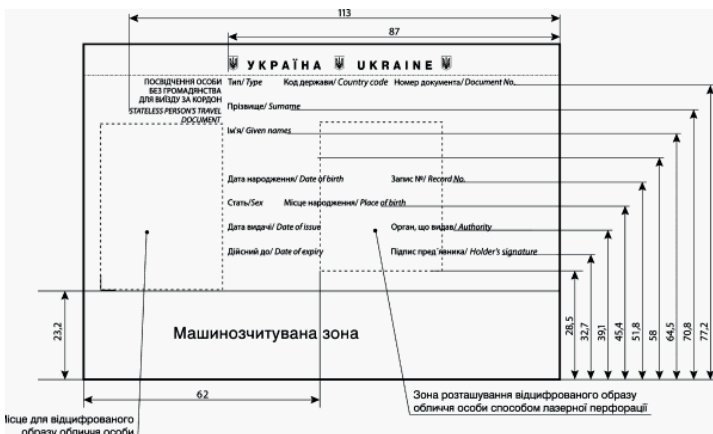 113
87
УКРАЇНА UKRAINE
ПОСВІДЧЕННЯ ОСОБИ
БЕЗ ГРОМАДЯНСТВА
ДЛЯ ВИЇЗДУ ЗА КОРДОН
STATELESS PERSON'S TRAVEL
DOCUMENT
Тип/ Type Код держави/ Country code Номер документа/ Document No.
Прізвище/ Surname
Ім'я/ Given names
Дата народження/ Date of birth Запис №/ Record No.
Стать/Sex Місце народження/ Place of birth
Дата видачі/ Date of issue Орган, що видав/ Authority
Дійсний до/ Date of expiry Підпис пред'явника/ Holder's signature
23,2
Машинозчитувана зона
28,5
32,7
39,1
45,4
51,8
58
64,5
70,8
77,2
62
Зона розташування відцифрованого образу
обличчя особи способом лазерної перфорації
Місце для відцифрованого
образу обличчя особи